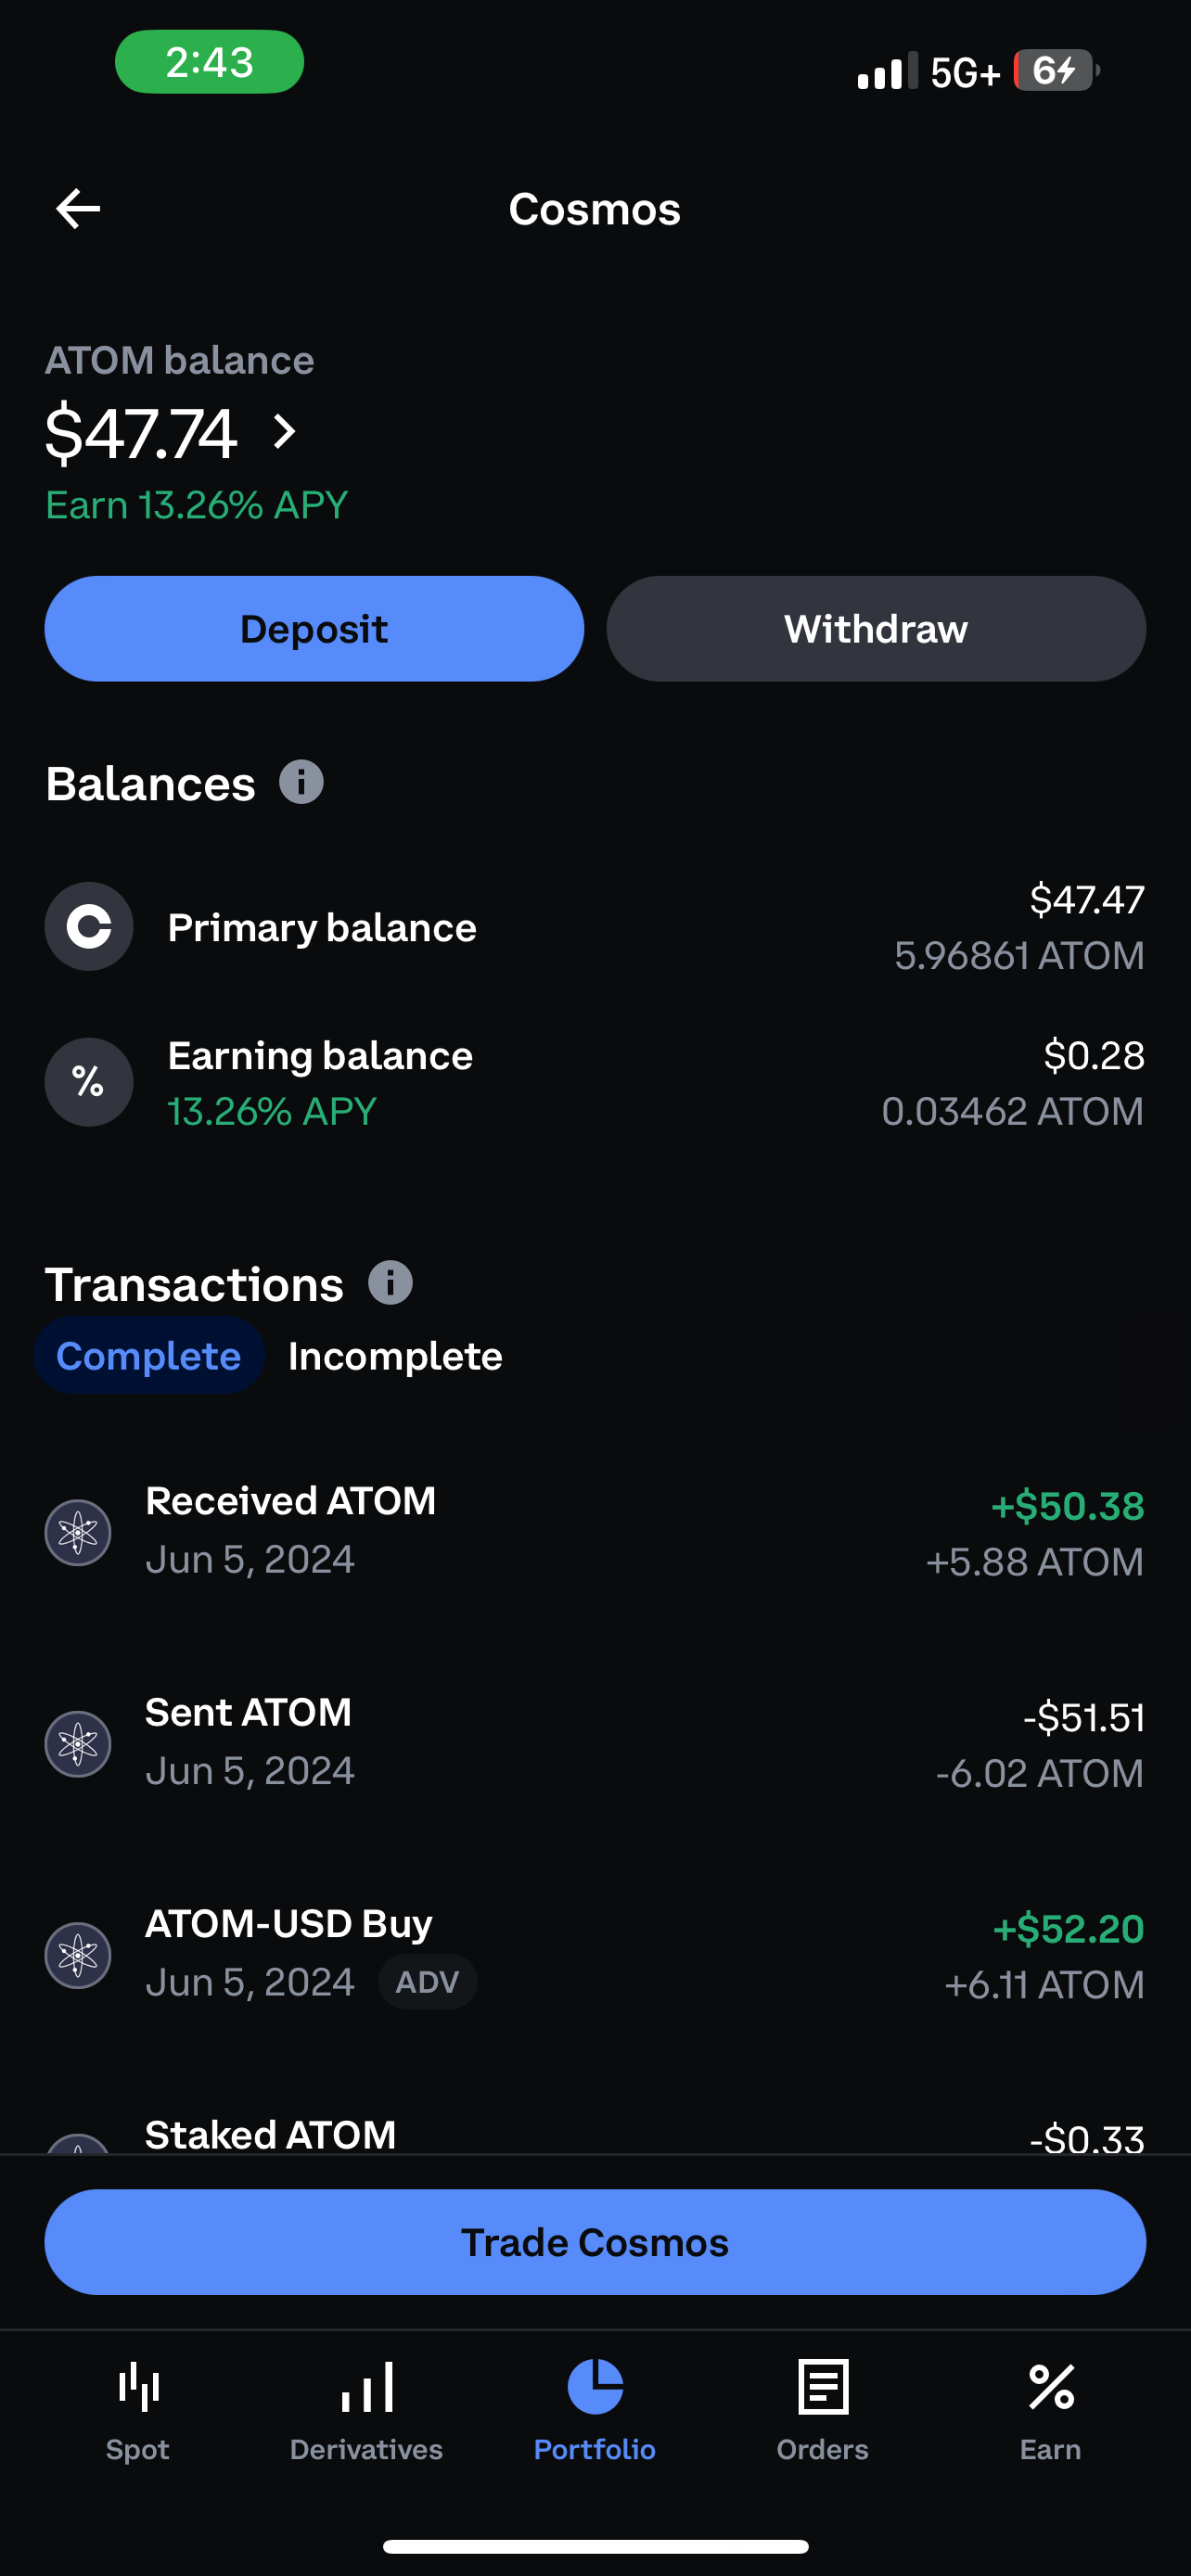 2:43
5G+ 6
Cosmos
ATOM balance
$47.74
Earn 13.26% APY
Deposit
Withdraw
Balances
Primary balance
$47.47
5.96861 ATOM
Earning balance
$0.28
13.26% APY
0.03462 ATOM
Transactions
Complete
Incomplete
Received ATOM
+$50.38
Jun 5, 2024
+5.88 ATOM
Sent ATOM
-$51.51
Jun 5, 2024
-6.02 ATOM
ATOM-USD Buy
+$52.20
Jun 5, 2024 ADV
+6.11 ATOM
Staked ATOM
-$0.33
Trade Cosmos
Spot
Derivatives
Portfolio
Orders
Earn